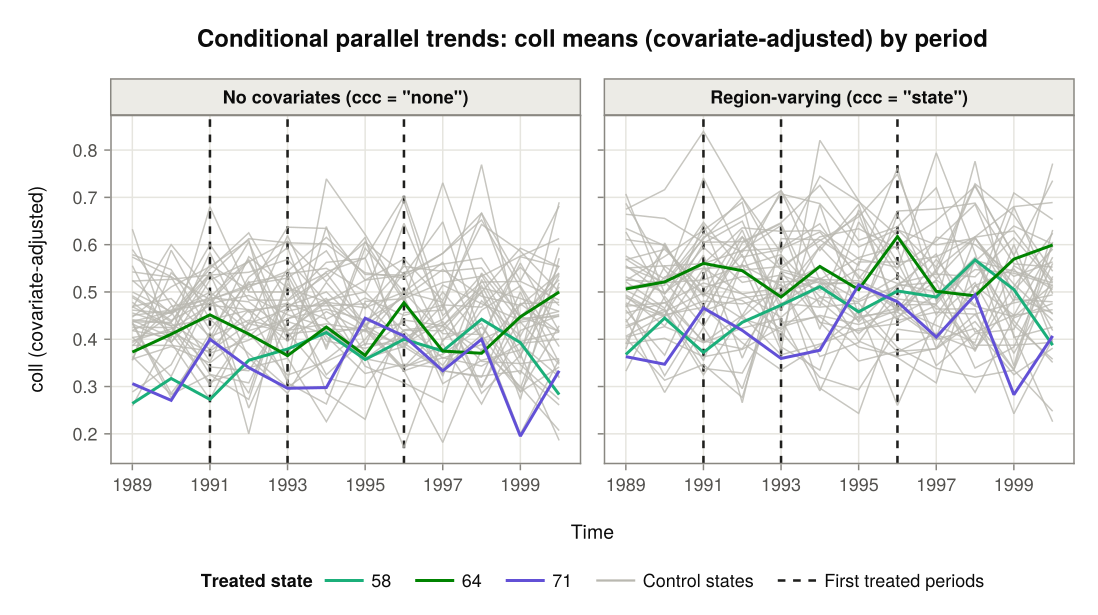 Conditional parallel trends: coll means (covariate-adjusted) by period
No covariates (ccc = "none")
Region-varying (ccc = "state")
coll (covariate-adjusted)
0.8
0.7
0.6
0.5
0.4
0.3
0.2
1989 1991 1993 1995 1997 1999
1989 1991 1993 1995 1997 1999
Time
Treated state 58 64 71 Control states First treated periods